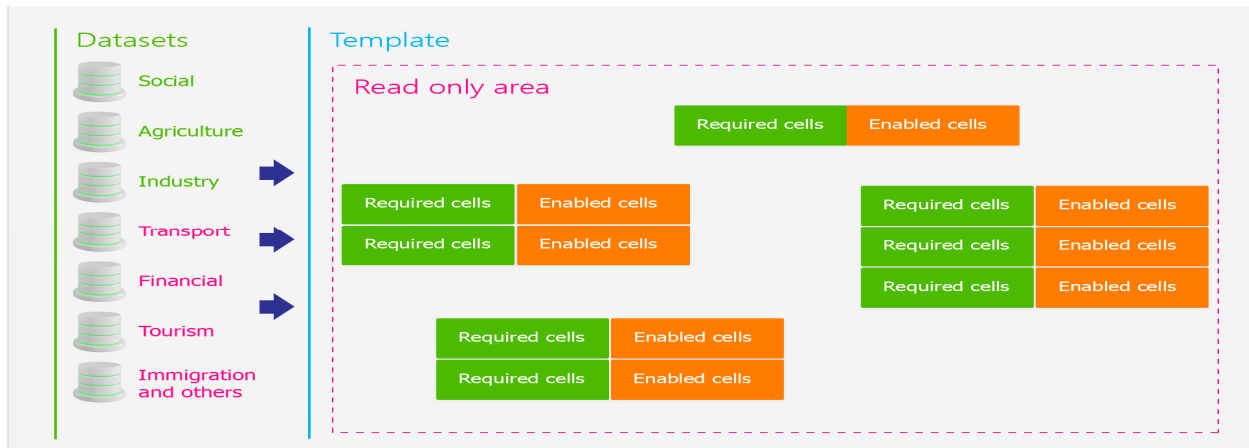 Datasets
Social
Agriculture
Industry
Transport
Financial
Tourism
Immigration
and others
Template
Read only area
Required cells Enabled cells
Required cells Enabled cells
Required cells Enabled cells
Required cells Enabled cells
Required cells Enabled cells
Required cells Enabled cells
Required cells Enabled cells
Required cells Enabled cells